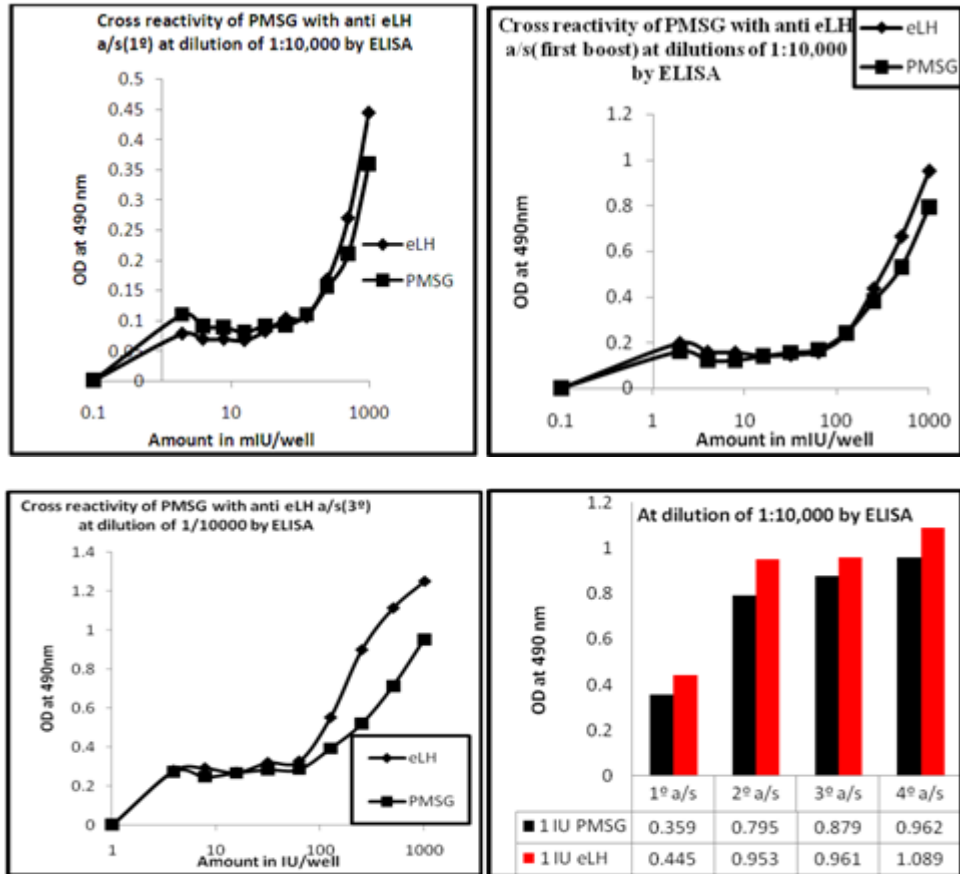 Cross reactivity of PMSG with anti eLH
a/s(1º) at dilution of 1:10,000 by ELISA
0.5
0.45
0.4
0.35
0.3
0.25
0.2
0.15
0.1
0.05
0
OD at 490 nm
eLH
PMSG
0.1 10 1000
Amount in mIU/well
Cross reactivity of PMSG with anti eLH
a/s(first boost) at dilutions of 1:10,000
by ELISA
eLH
PMSG
1.2
1
0.8
0.6
0.4
0.2
0
OD at 490nm
0.1 1 10 100 1000
Amount in mIU/well
Cross reactivity of PMSG with anti eLH a/s(3º)
at dilution of 1/10000 by ELISA
1.4
1.2
1
0.8
0.6
0.4
0.2
0
OD at 490nm
eLH
PMSG
1 10 100 1000
Amount in IU/well
At dilution of 1:10,000 by ELISA
1.2
1
0.8
0.6
0.4
0.2
0
OD at 490 nm
1º a/s 2º a/s 3º a/s 4º a/s
1 IU PMSG 0.359 0.795 0.879 0.962
1 IU eLH 0.445 0.953 0.961 1.089